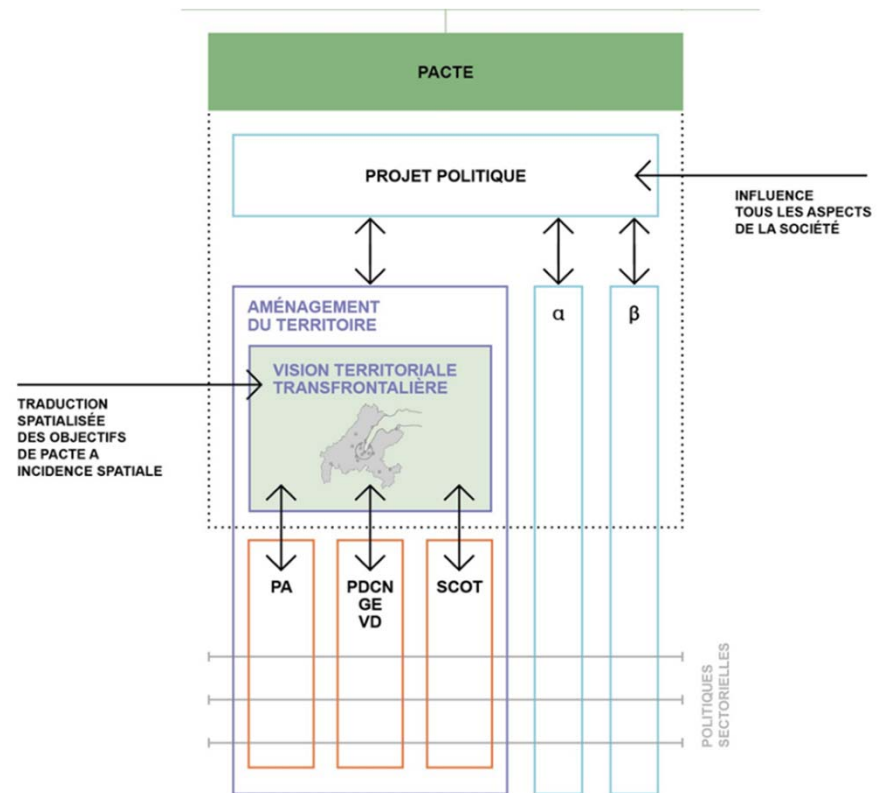 PACTE
PROJET POLITIQUE
INFLUENCE
TOUS LES ASPECTS
DE LA SOCIÉTÉ
AMÉNAGEMENT
DU TERRITOIRE
α
β
VISION TERRITORIALE
TRANSFRONTALIÈRE
TRADUCTION
SPATIALISÉE
DES OBJECTIFS
DE PACTE A
INCIDENCE SPATIALE
PA
PDCN
GE
VD
SCOT
POLITIQUES
SECTORIELLES